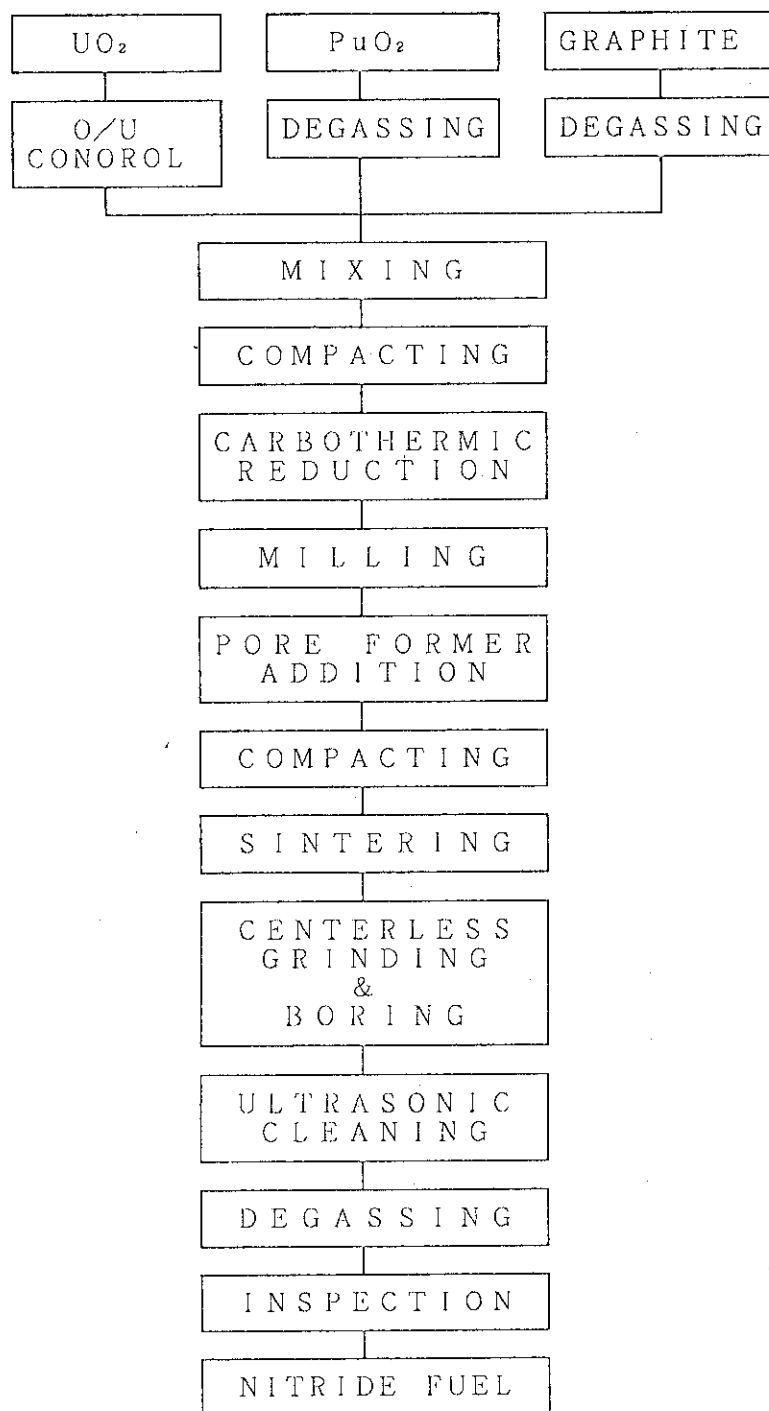 UO₂
PuO₂
GRAPHITE
O/U
CONOROL
DEGASSING
DEGASSING
MIXING
COMPACTING
CARBOTHERMIC
REDUCTION
MILLING
PORE FORMER
ADDITION
COMPACTING
SINTERING
CENTERLESS
GRINDING
&
BORING
ULTRASONIC
CLEANING
DEGASSING
INSPECTION
NITRIDE FUEL